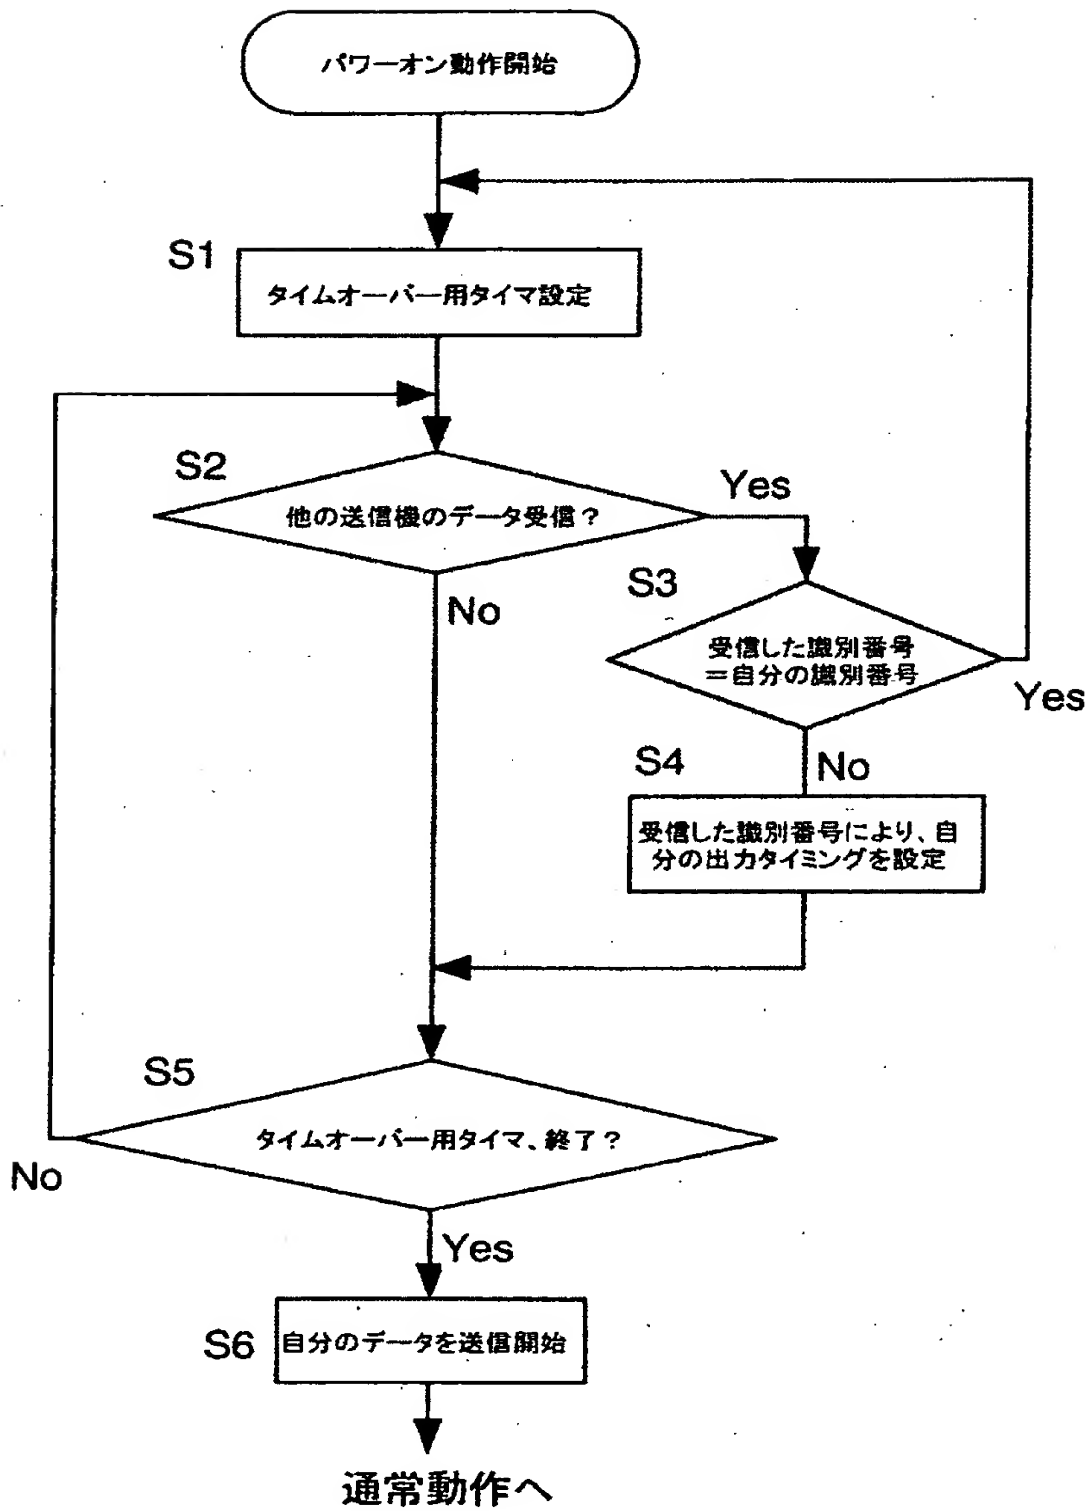 パワーオン動作開始
S1
タイムオーバー用タイマ設定
S2
他の送信機のデータ受信？
Yes
No
S3
受信した識別番号
＝自分の識別番号
Yes
No
S4
受信した識別番号により、自
分の出力タイミングを設定
S5
タイムオーバー用タイマ、終了？
No
Yes
S6
自分のデータを送信開始
通常動作へ